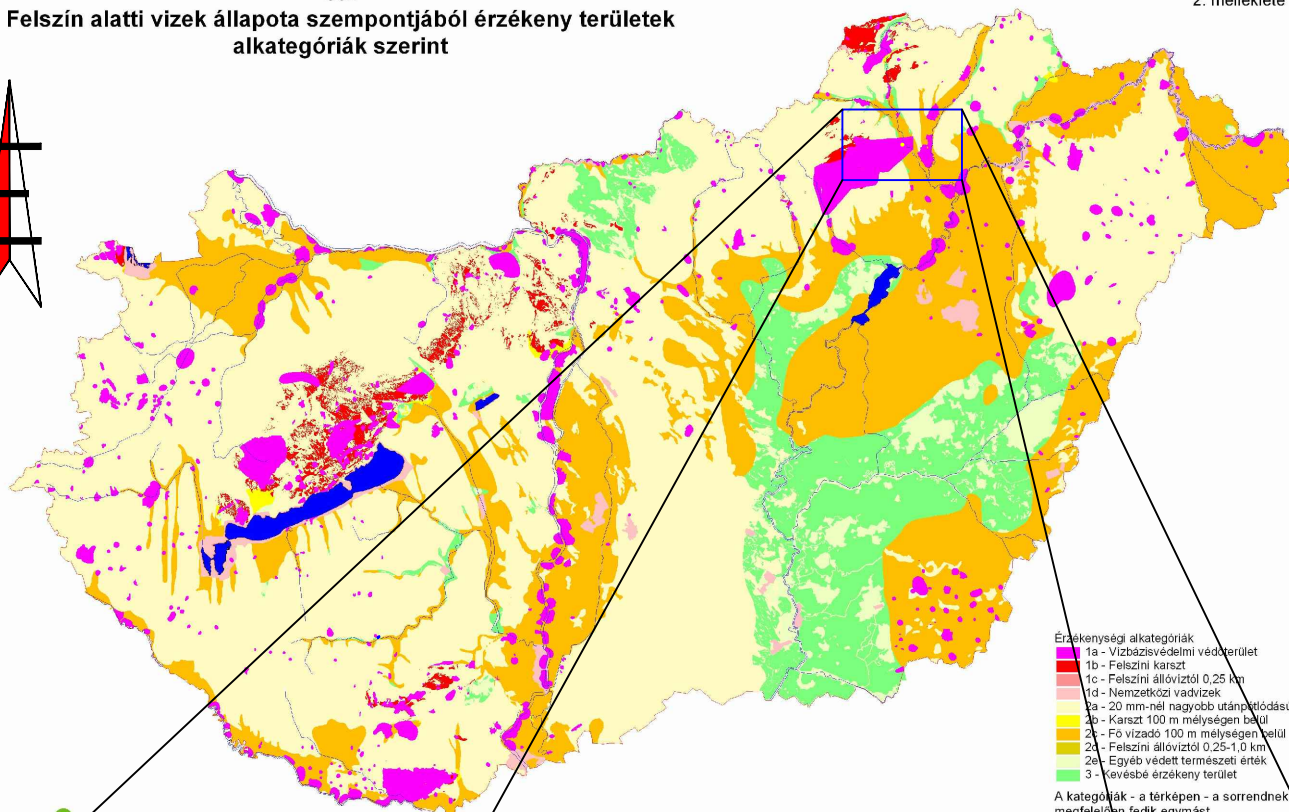 2. melléklete
Felszín alatti vizek állapota szempontjából érzékeny területek
alkategóriák szerint
Érzékenységi alkategóriák
1a - Vízbázisvédelmi védőterület
1b - Felszíni karszt
1c - Felszíni állóvíztól 0,25 km
1d - Nemzetközi vadvizek
2a - 20 mm-nél nagyobb utánpótlódású
2b - Karszt 100 m mélységen belül
2c - Fő vízadó 100 m mélységen belül
2d - Felszíni állóvíztól 0,25-1,0 km
2e - Egyéb védett természeti érték
3 - Kevésbé érzékeny terület
A kategóriák - a térképen - a sorrendnek
megfelelően fedik egymást